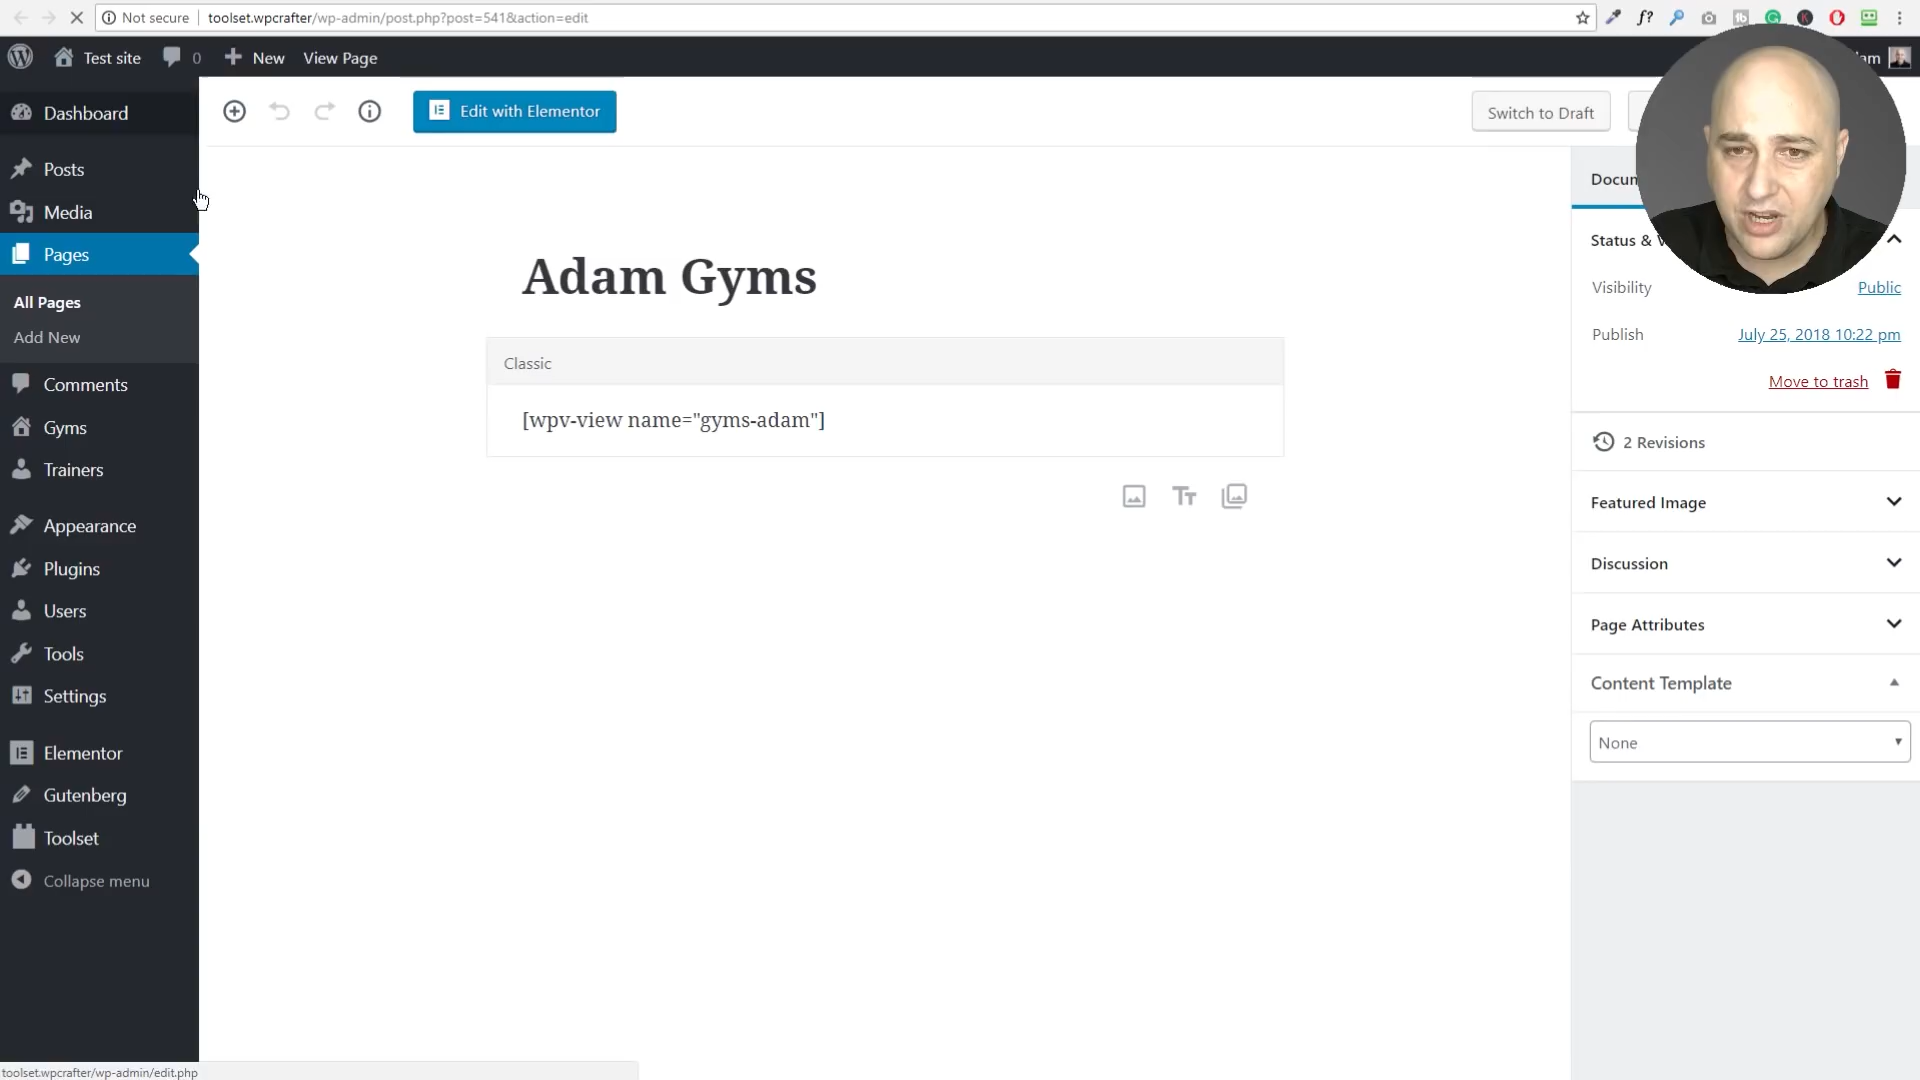 Not secure
toolset.wpcrafter/wp-admin/post.php?post=541&action=edit
Test site
0
New
View Page
Dashboard
Posts
Media
Pages
All Pages
Add New
Comments
Gyms
Trainers
Appearance
Plugins
Users
Tools
Settings
Elementor
Gutenberg
Toolset
Collapse menu
Edit with Elementor
Switch to Draft
Adam Gyms
Classic
[wpv-view name="gyms-adam"]
Status &
Visibility
Public
Publish
July 25, 2018 10:22 pm
Move to trash
2 Revisions
Featured Image
Discussion
Page Attributes
Content Template
None
toolset.wpcrafter/wp-admin/edit.php